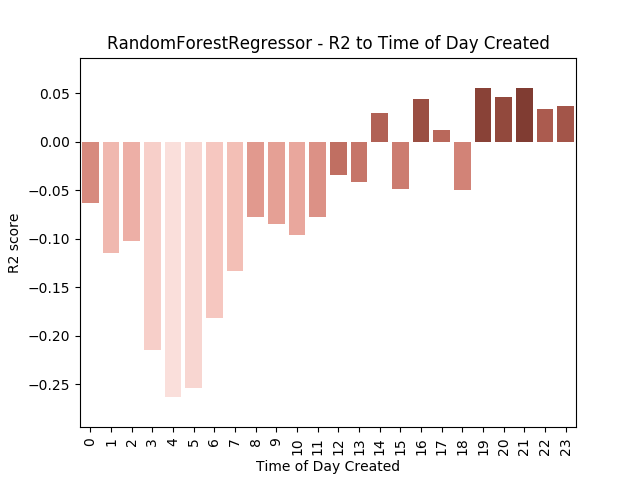 RandomForestRegressor - R2 to Time of Day Created
R2 score
0.05
0.00
−0.05
−0.10
−0.15
−0.20
−0.25
0 1 2 3 4 5 6 7 8 9 10 11 12 13 14 15 16 17 18 19 20 21 22 23
Time of Day Created